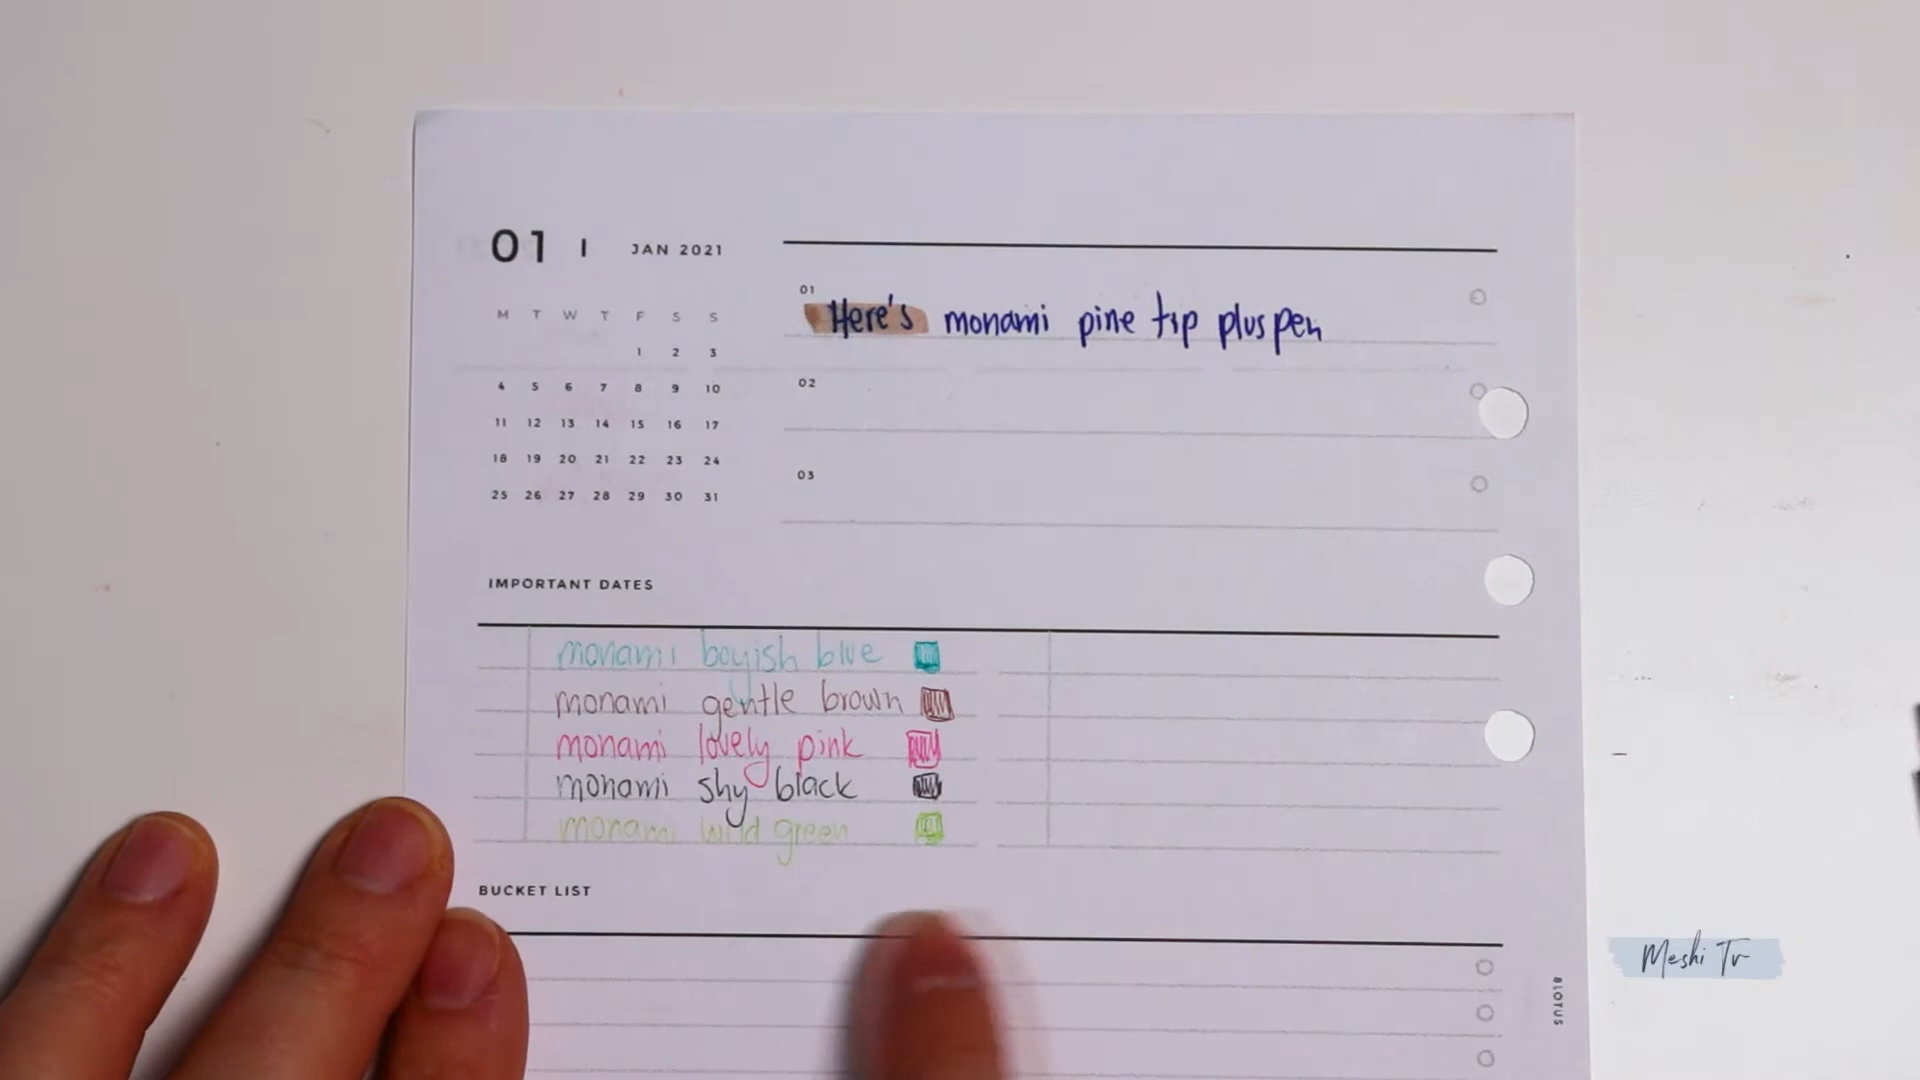 01 | JAN 2021
M T W T F S S
1 2 3
4 5 6 7 8 9 10
11 12 13 14 15 16 17
18 19 20 21 22 23 24
25 26 27 28 29 30 31
01
Here's monami pine tip plus pen
02
03
IMPORTANT DATES
monami boyish blue
monami gentle brown
monami lovely pink
monami shy black
monami wild green
BUCKET LIST
Meshi Tv